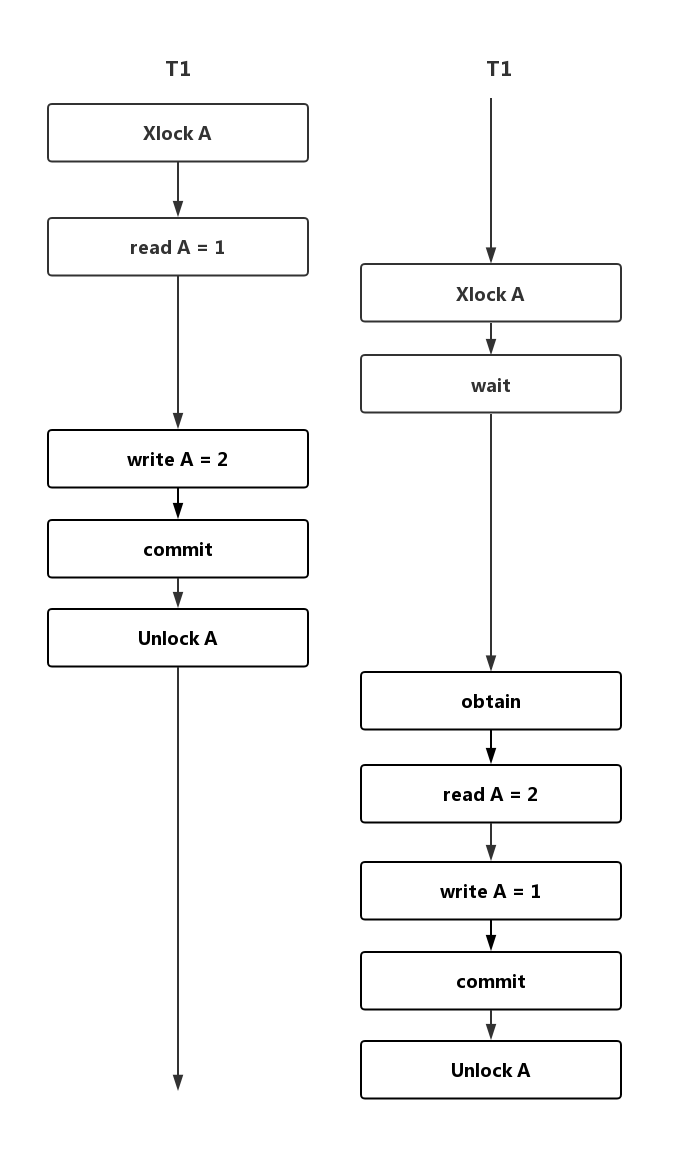 T1
Xlock A
read A = 1
write A = 2
commit
Unlock A
T1
Xlock A
wait
obtain
read A = 2
write A = 1
commit
Unlock A